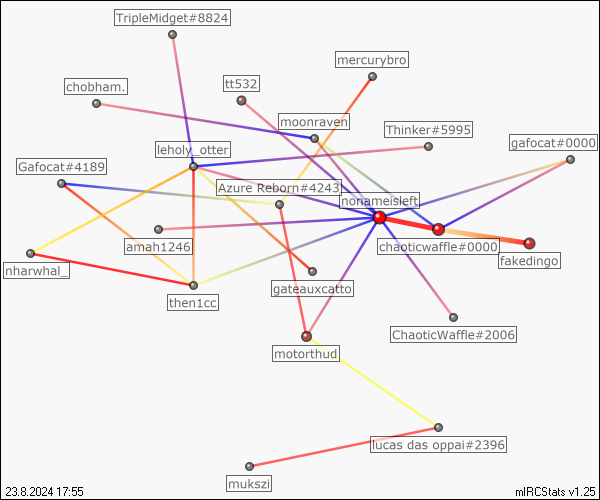 TripleMidget#8824
mercurybro
chobham.
tt532
moonraven
Thinker#5995
gafocat#0000
leholy_otter
Gafocat#4189
Azure Reborn#4243
nonameisleft
amah1246
chaoticwaffle#0000
fakedingo
nharwhal_
then1cc
gateauxcatto
ChaoticWaffle#2006
motorthud
lucas das oppai#2396
mukszi
23.8.2024 17:55
mIRCStats v1.25